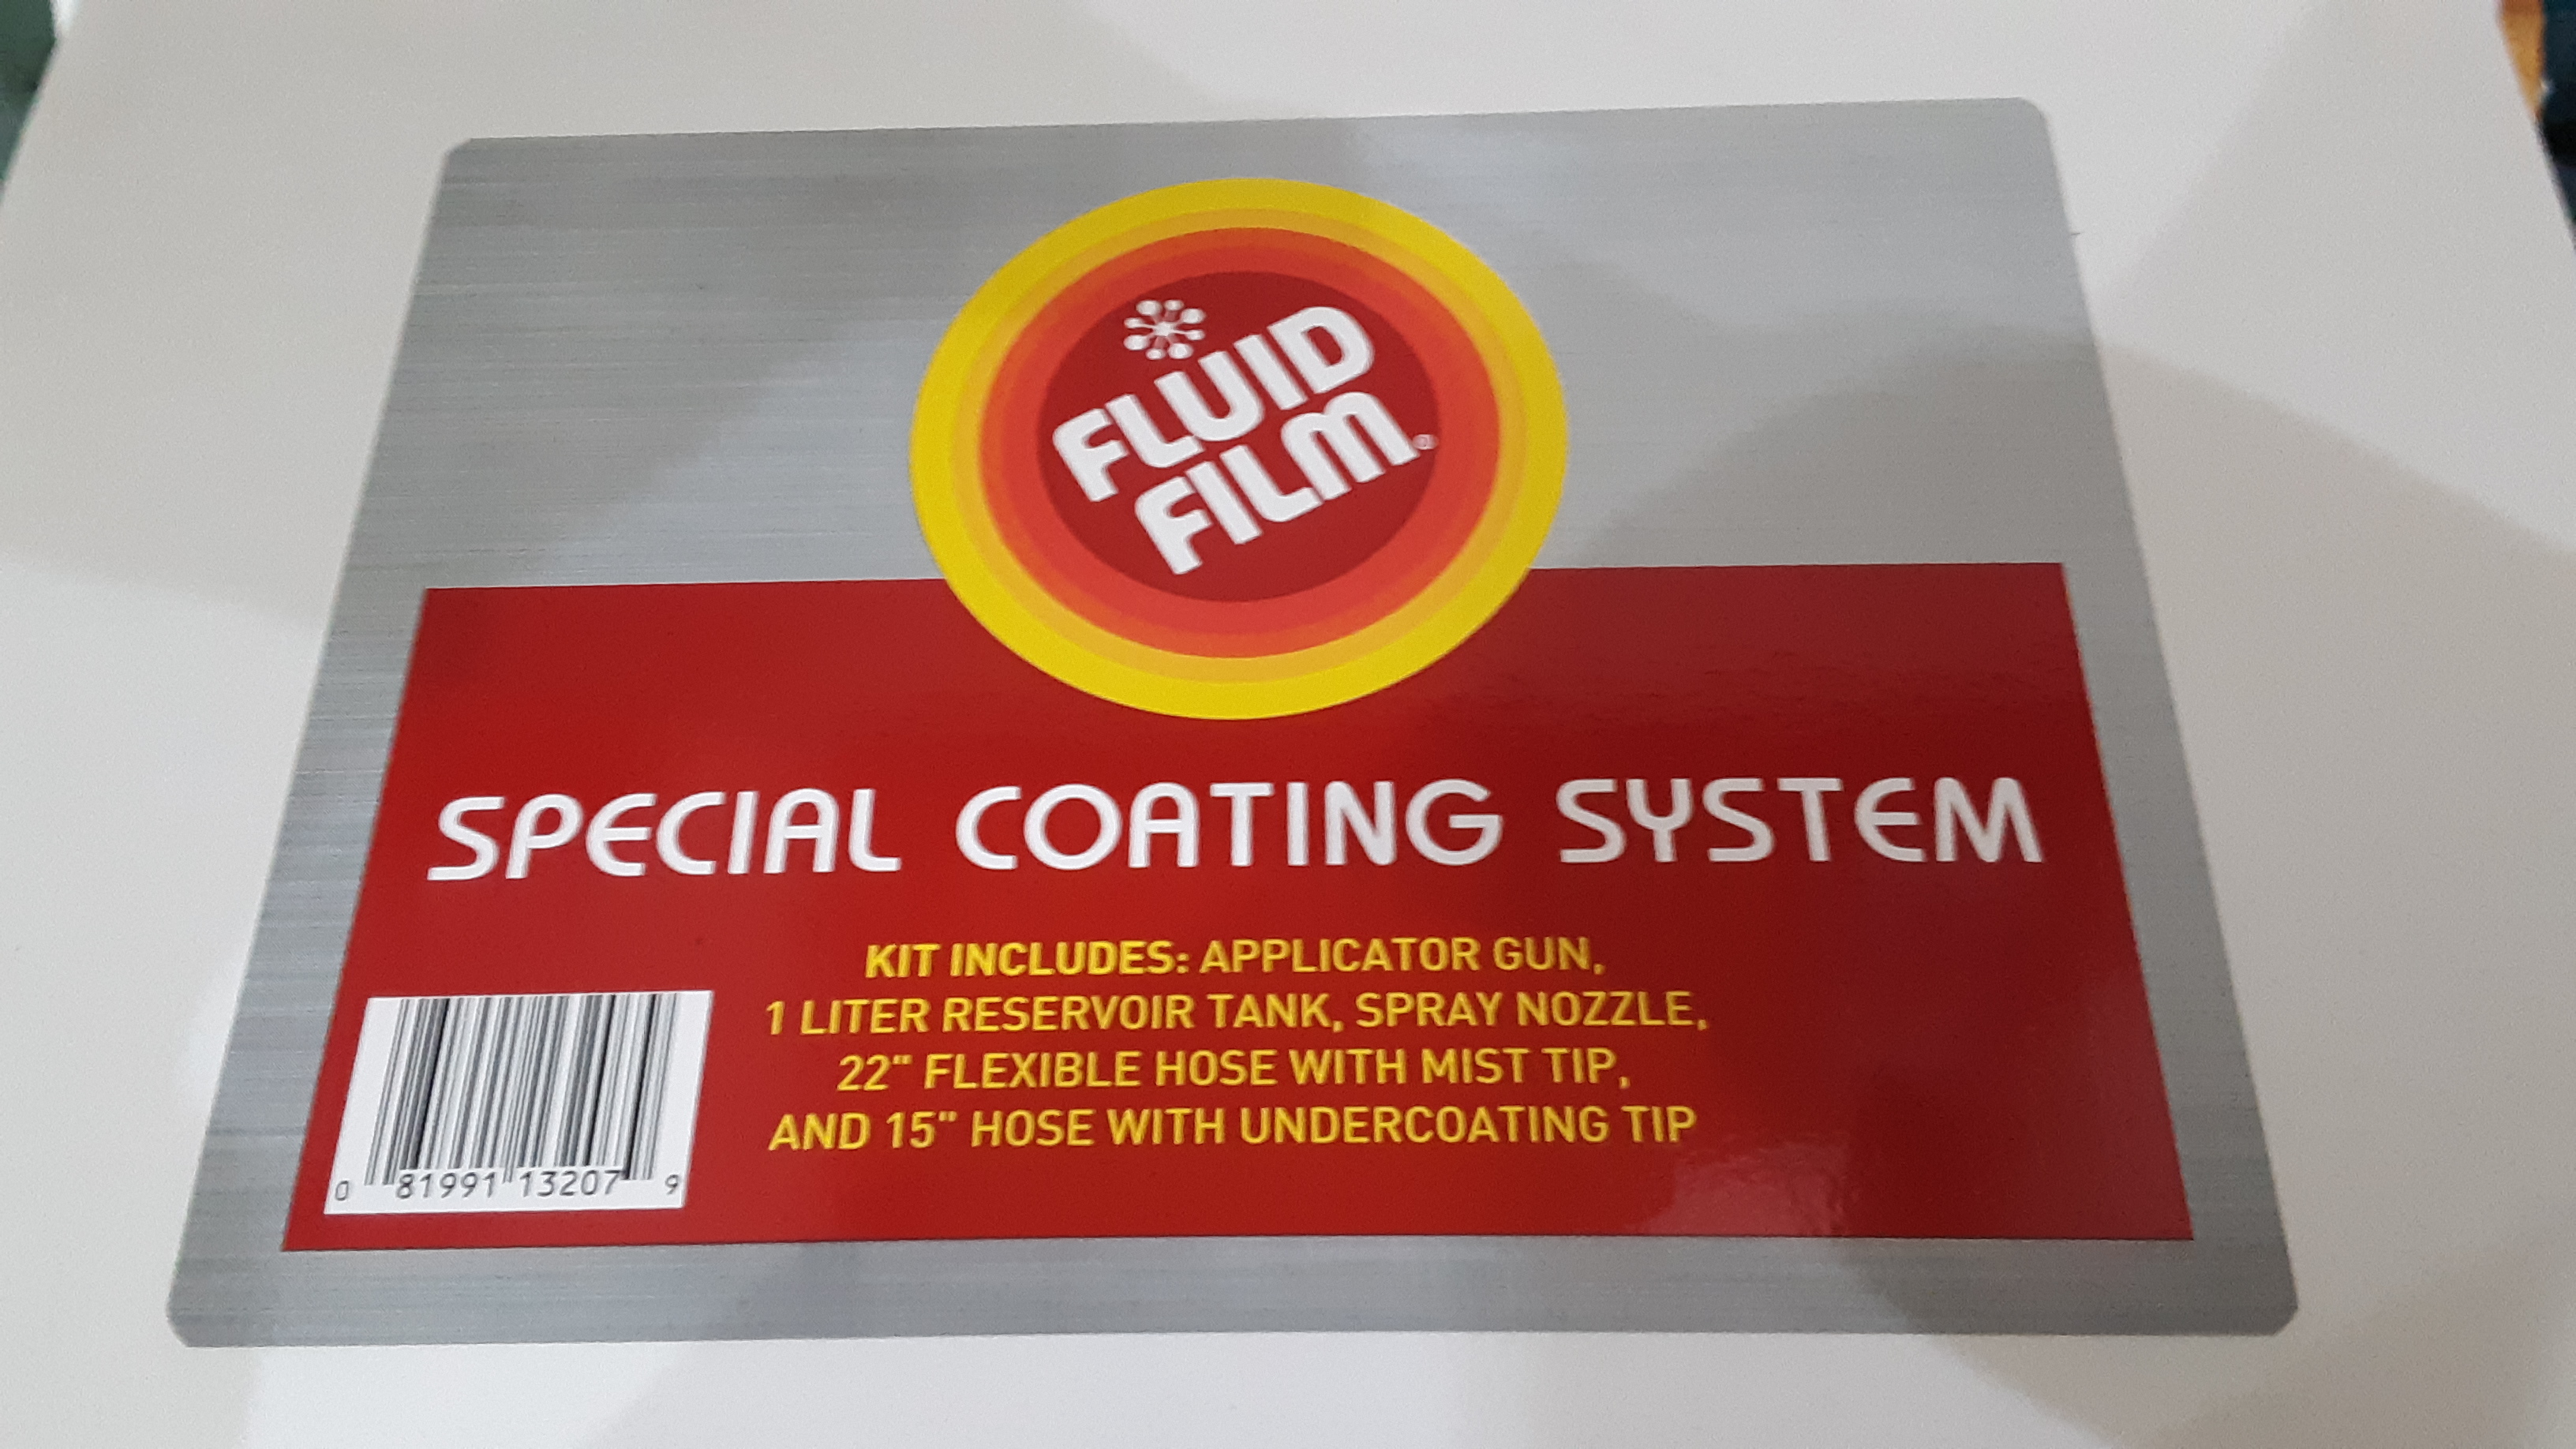 FLUID
FILM®
SPECIAL COATING SYSTEM
KIT INCLUDES: APPLICATOR GUN,
1 LITER RESERVOIR TANK, SPRAY NOZZLE,
22" FLEXIBLE HOSE WITH MIST TIP,
AND 15" HOSE WITH UNDERCOATING TIP
0 81991 13207 9